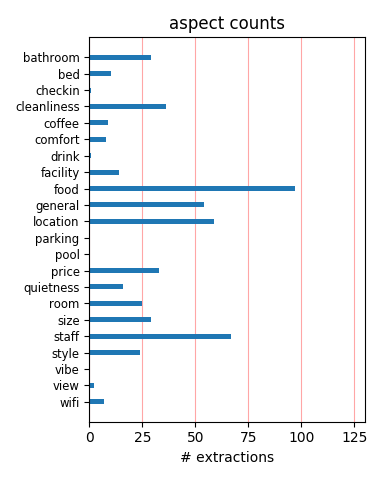 aspect counts
bathroom
bed
checkin
cleanliness
coffee
comfort
drink
facility
food
general
location
parking
pool
price
quietness
room
size
staff
style
vibe
view
wifi
0 25 50 75 100 125
# extractions